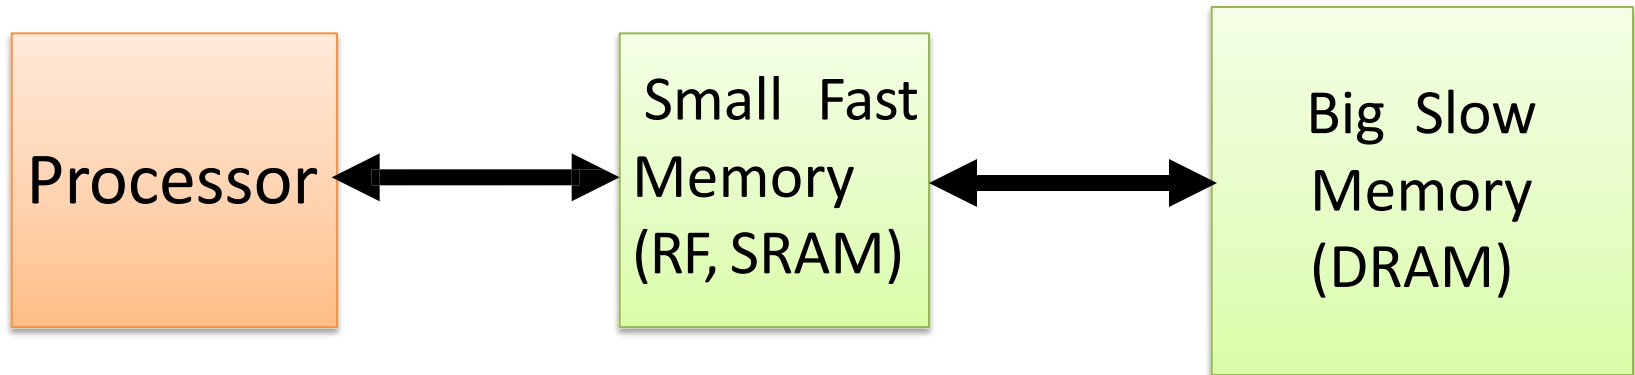 Processor
Small Fast
Memory
(RF, SRAM)
Big Slow
Memory
(DRAM)